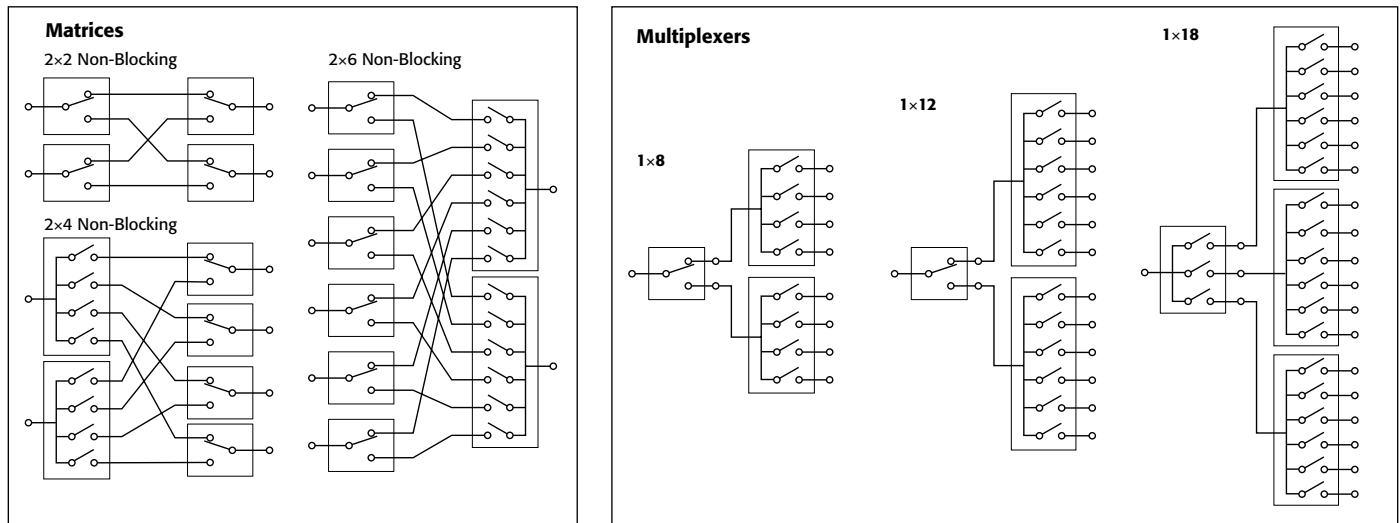 Matrices
2×2 Non-Blocking
2×6 Non-Blocking
2×4 Non-Blocking
Multiplexers
1×8
1×12
1×18